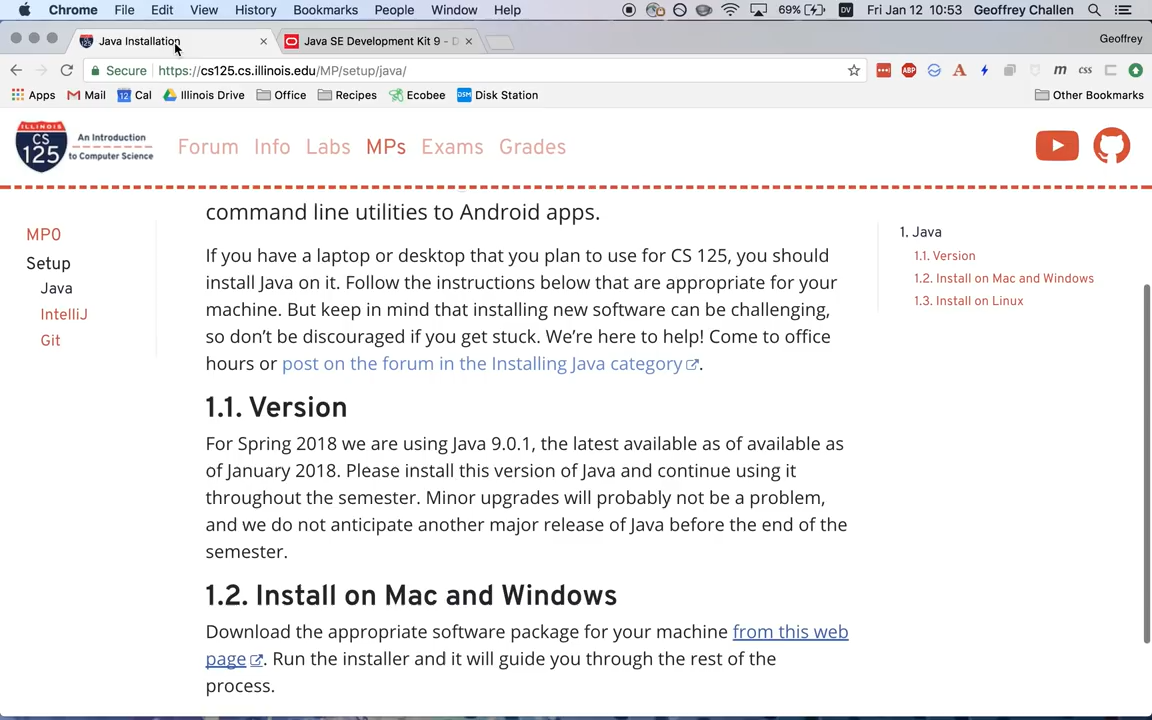 Chrome File Edit View History Bookmarks People Window Help 69% DV Fri Jan 12 10:53 Geoffrey Challen
Java Installation Java SE Development Kit 9 - D Geoffrey
Secure https://cs125.cs.illinois.edu/MP/setup/java/ ABP A m css
Apps Mail 12 Cal Illinois Drive Office Recipes Ecobee DSM Disk Station Other Bookmarks
ILLINOIS CS 125 An Introduction to Computer Science
Forum Info Labs MPs Exams Grades
MP0
Setup
Java
IntelliJ
Git
command line utilities to Android apps.
If you have a laptop or desktop that you plan to use for CS 125, you should
install Java on it. Follow the instructions below that are appropriate for your
machine. But keep in mind that installing new software can be challenging,
so don't be discouraged if you get stuck. We're here to help! Come to office
hours or post on the forum in the Installing Java category.
1.1. Version
For Spring 2018 we are using Java 9.0.1, the latest available as of available as
of January 2018. Please install this version of Java and continue using it
throughout the semester. Minor upgrades will probably not be a problem,
and we do not anticipate another major release of Java before the end of the
semester.
1.2. Install on Mac and Windows
Download the appropriate software package for your machine from this web
page. Run the installer and it will guide you through the rest of the
process.
1. Java
1.1. Version
1.2. Install on Mac and Windows
1.3. Install on Linux